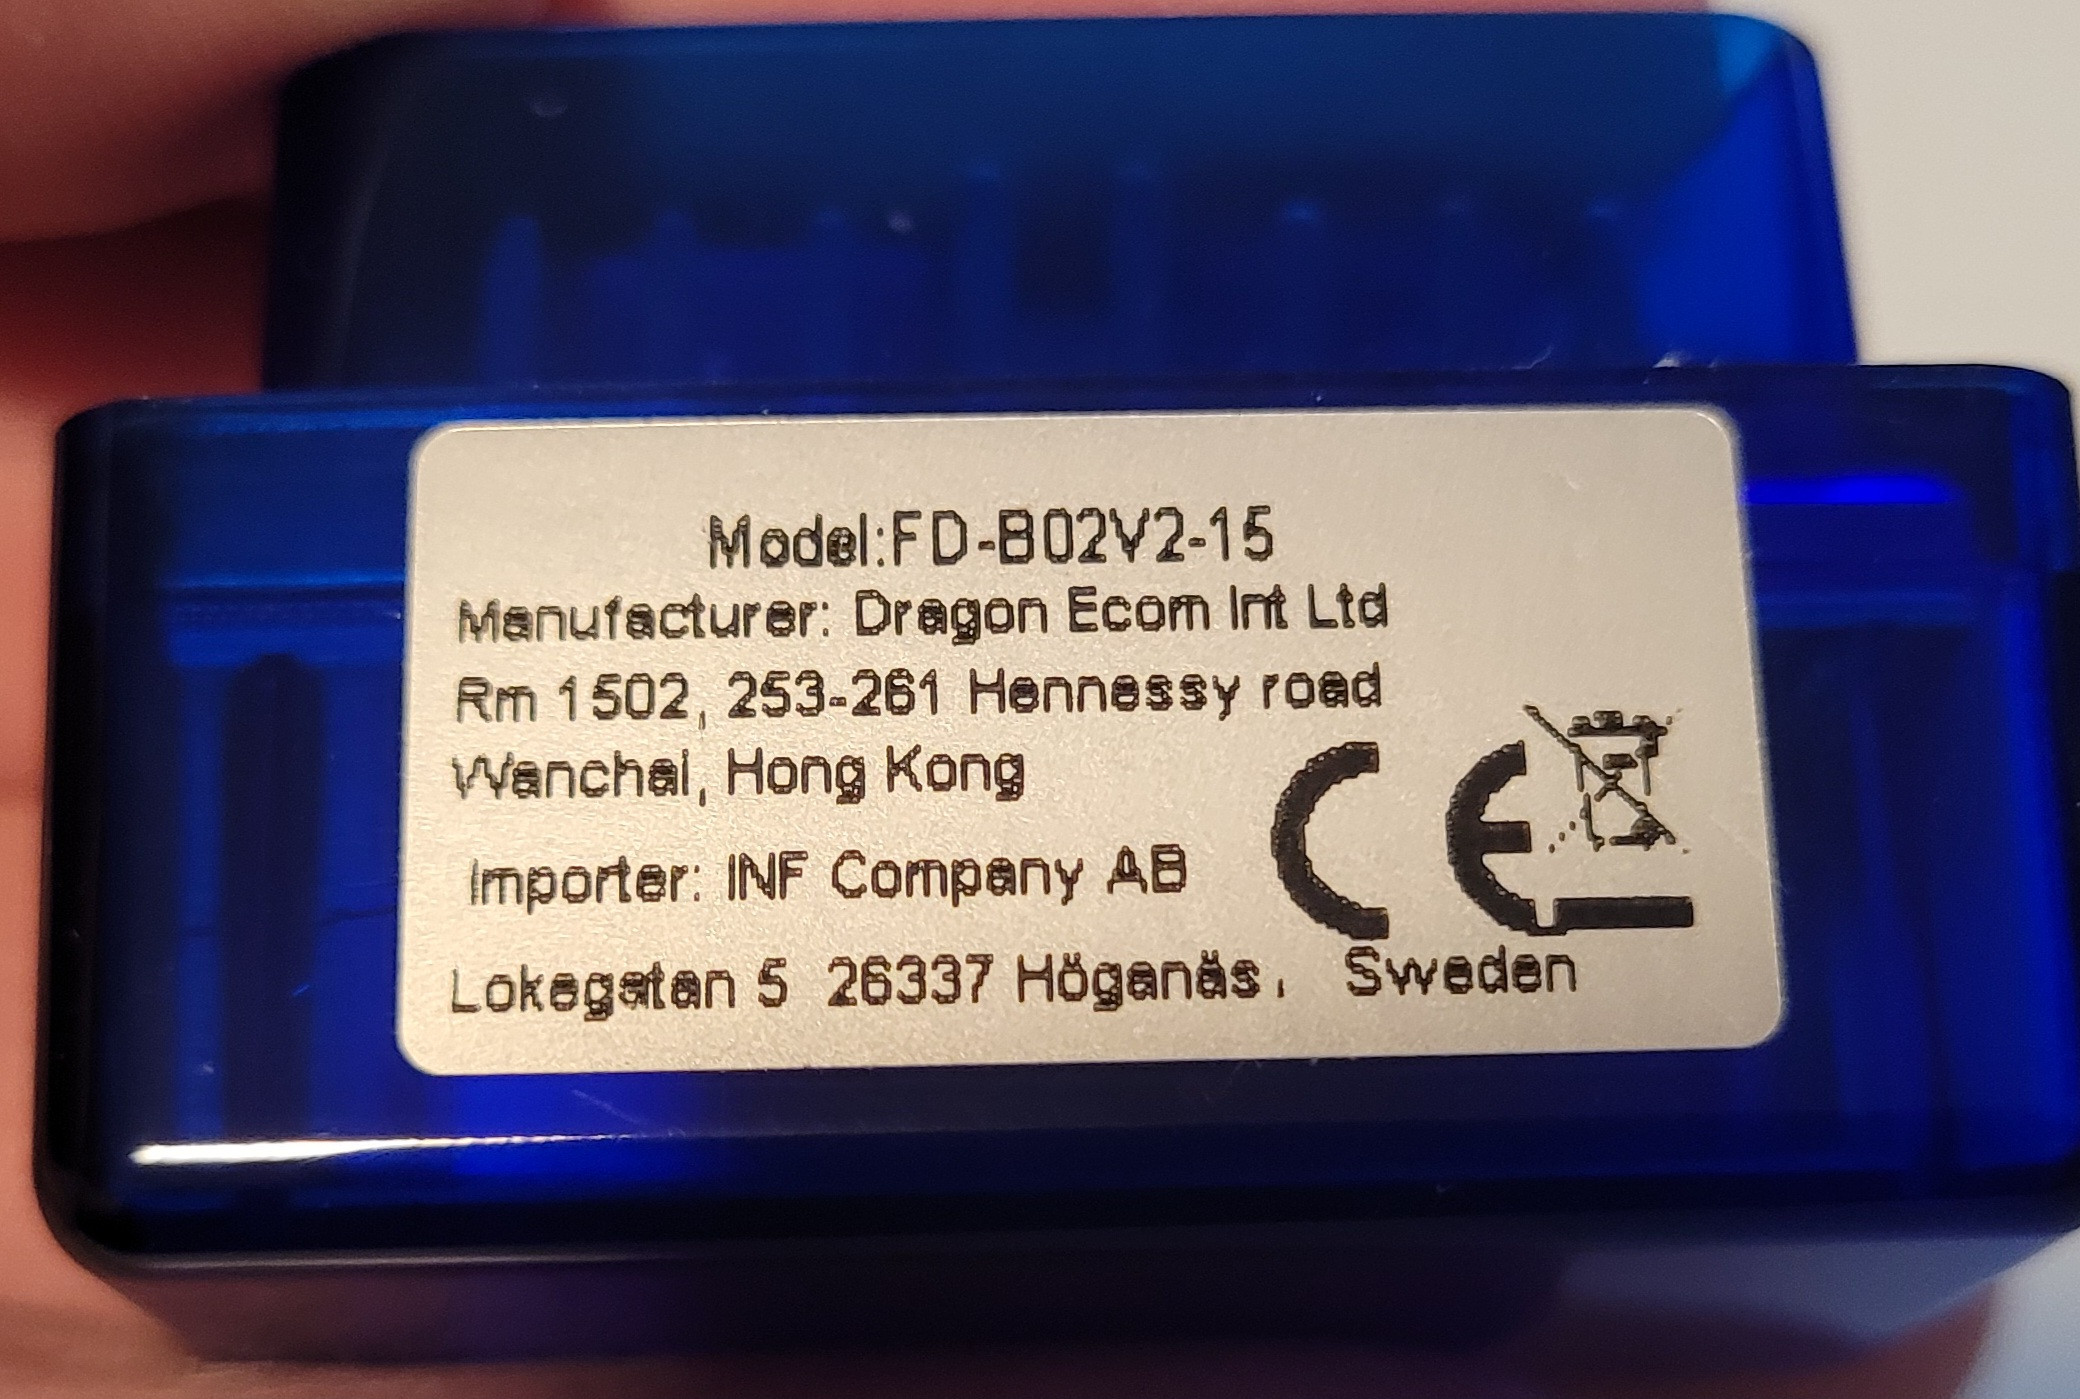 Model:FD-B02V2-15
Manufacturer: Dragon Ecom Int Ltd
Rm 1502, 253-261 Hennessy road
Wanchai, Hong Kong
Importer: INF Company AB
CE
Lokegatan 5 26337 Höganäs, Sweden